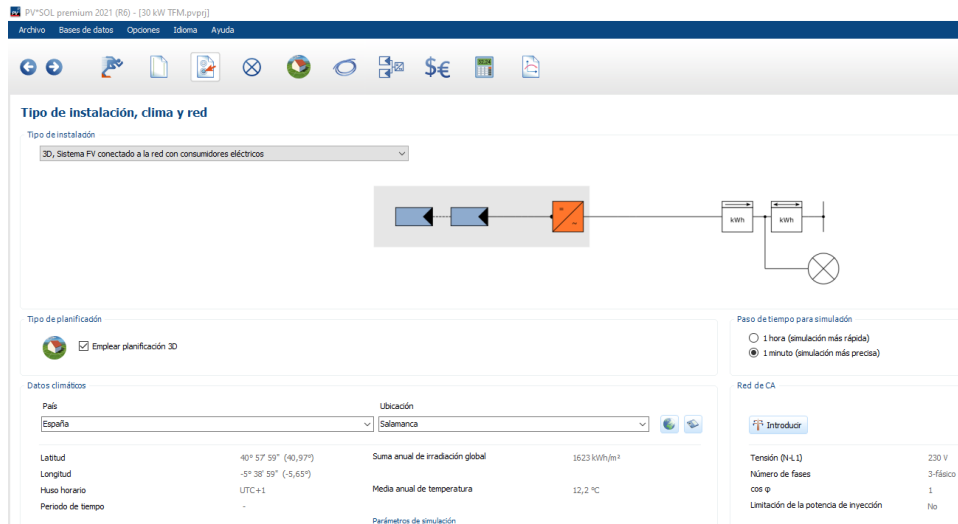 PV*SOL premium 2021 (R6) - [30 kW TFM.pvprj]
Archivo Bases de datos Opciones Idioma Ayuda
$€
Tipo de instalación, clima y red
Tipo de instalación
3D, Sistema FV conectado a la red con consumidores eléctricos
kWh kWh
Tipo de planificación
Emplear planificación 3D
Paso de tiempo para simulación
1 hora (simulación más rápida)
1 minuto (simulación más precisa)
Datos climáticos
Red de CA
País Ubicación
España Salamanca
Introducir
Latitud 40° 57' 59" (40,97°) Suma anual de irradiación global 1623 kWh/m² Tensión (N-L1) 230 V
Longitud -5° 38' 59" (-5,65°) Número de fases 3-fásico
Huso horario UTC+1 Media anual de temperatura 12,2 °C cos φ 1
Periodo de tiempo - Limitación de la potencia de inyección No
Parámetros de simulación